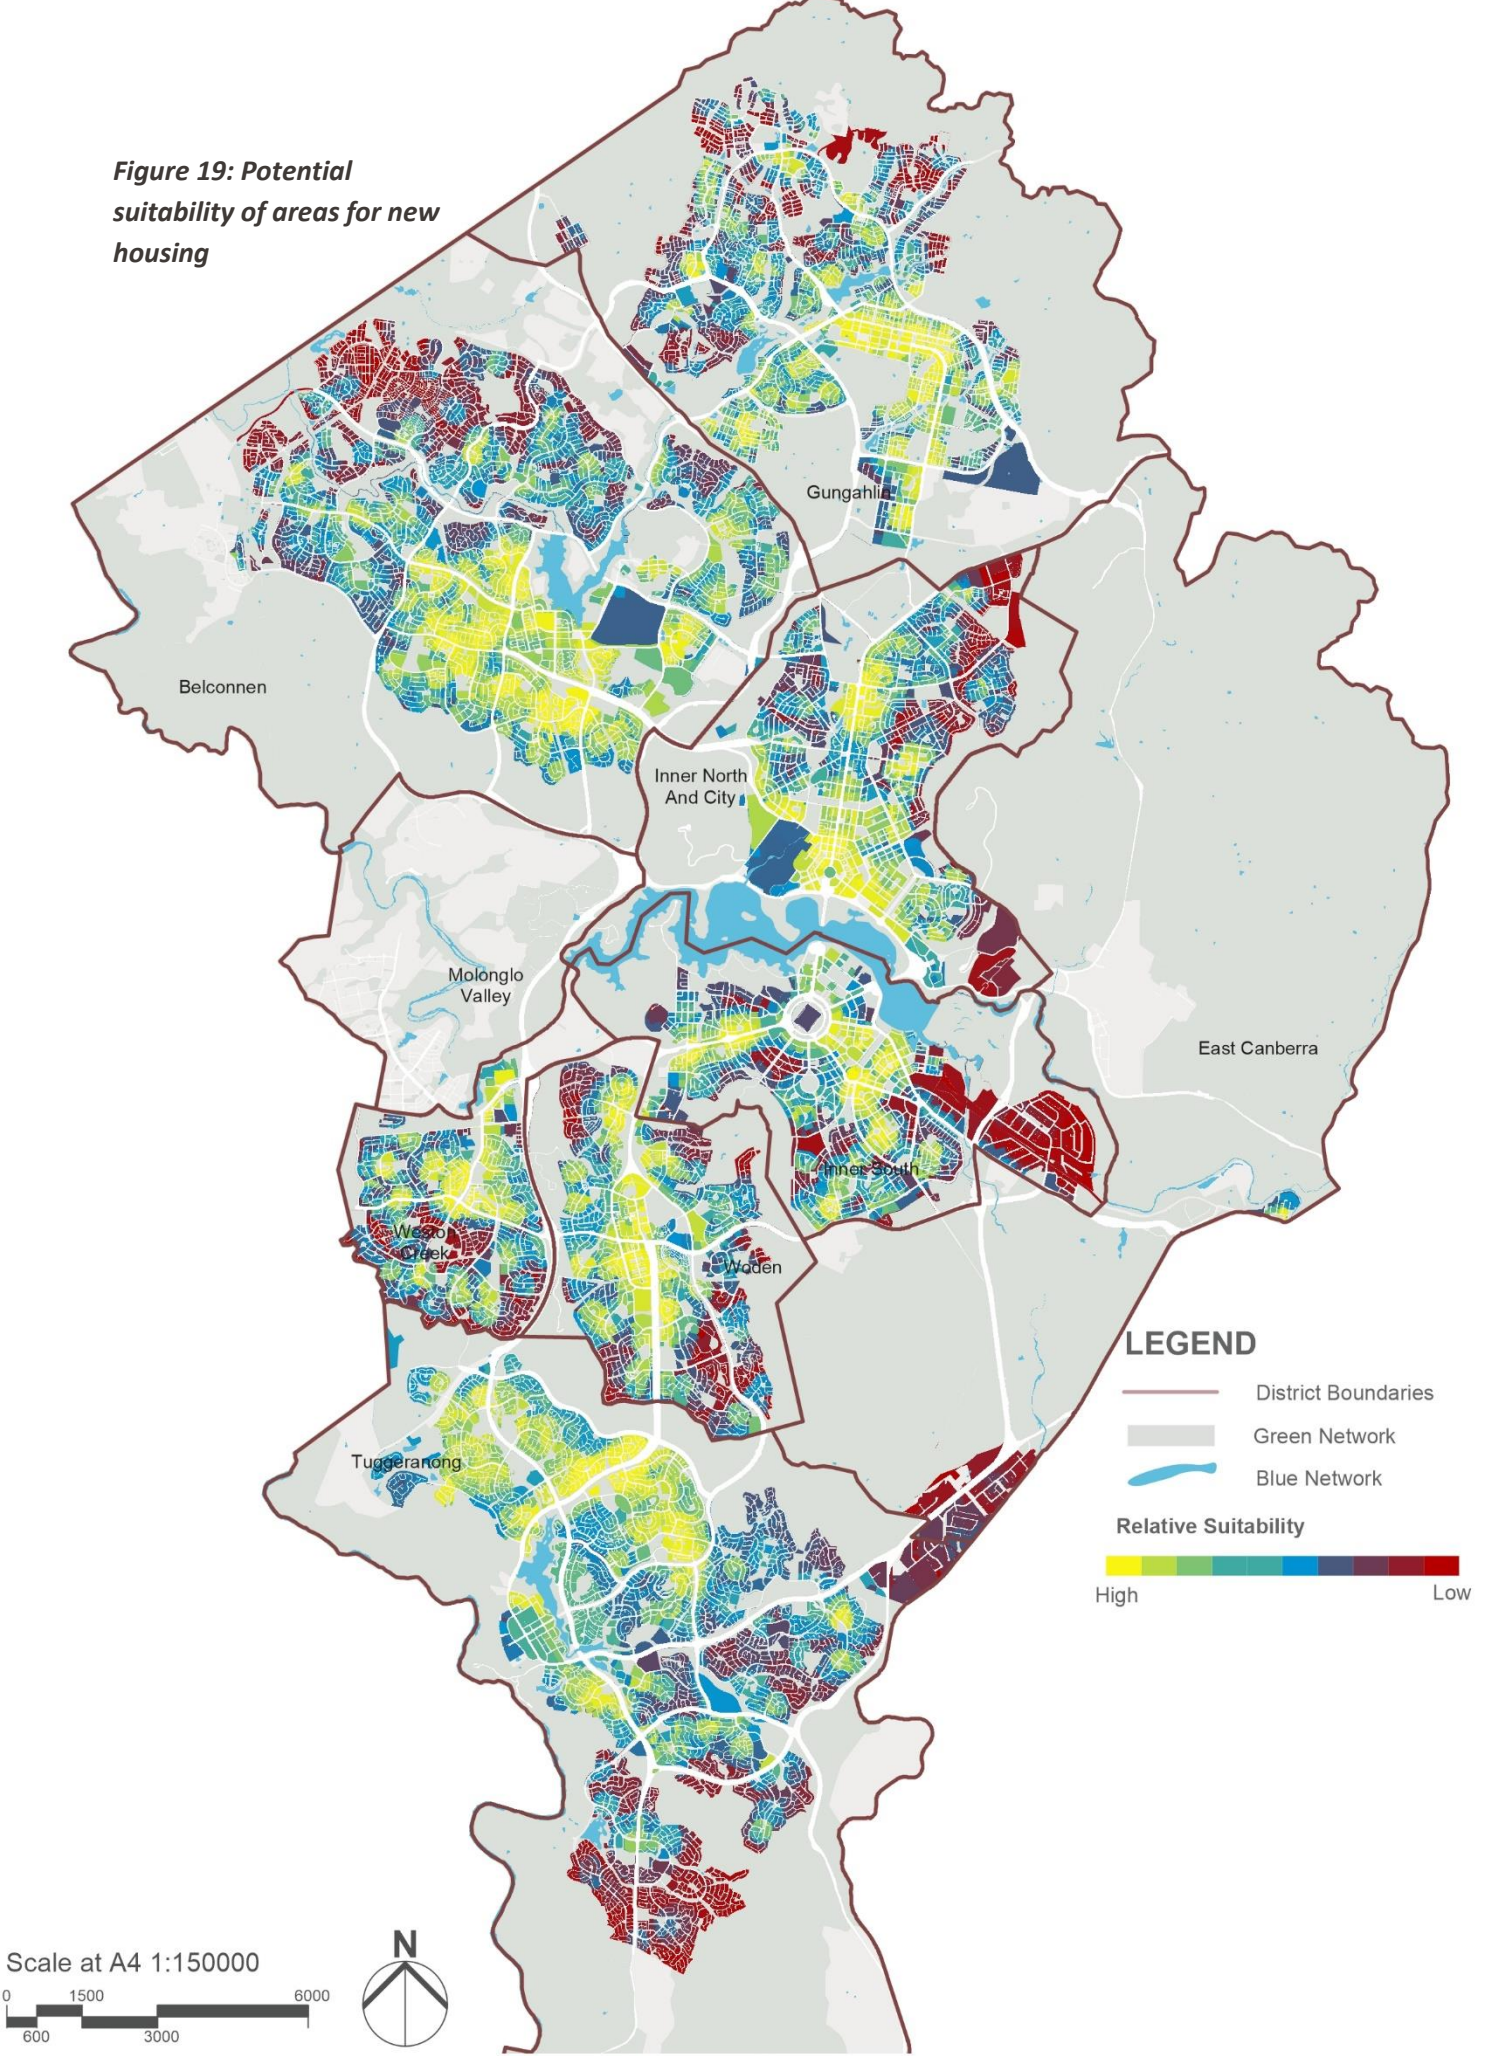 Figure 19: Potential
suitability of areas for new
housing
Gungahlin
Belconnen
Inner North
And City
Molonglo
Valley
East Canberra
Inner South
Weston
Creek
Woden
LEGEND
District Boundaries
Green Network
Blue Network
Tuggeranong
Relative Suitability
High
Low
N
Scale at A4 1:150000
0 1500 6000
600 3000